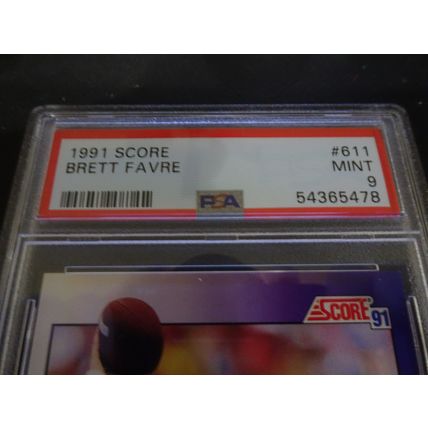 1991 SCORE #611
BRETT FAVRE MINT
9
PSA 54365478
SCORE
91